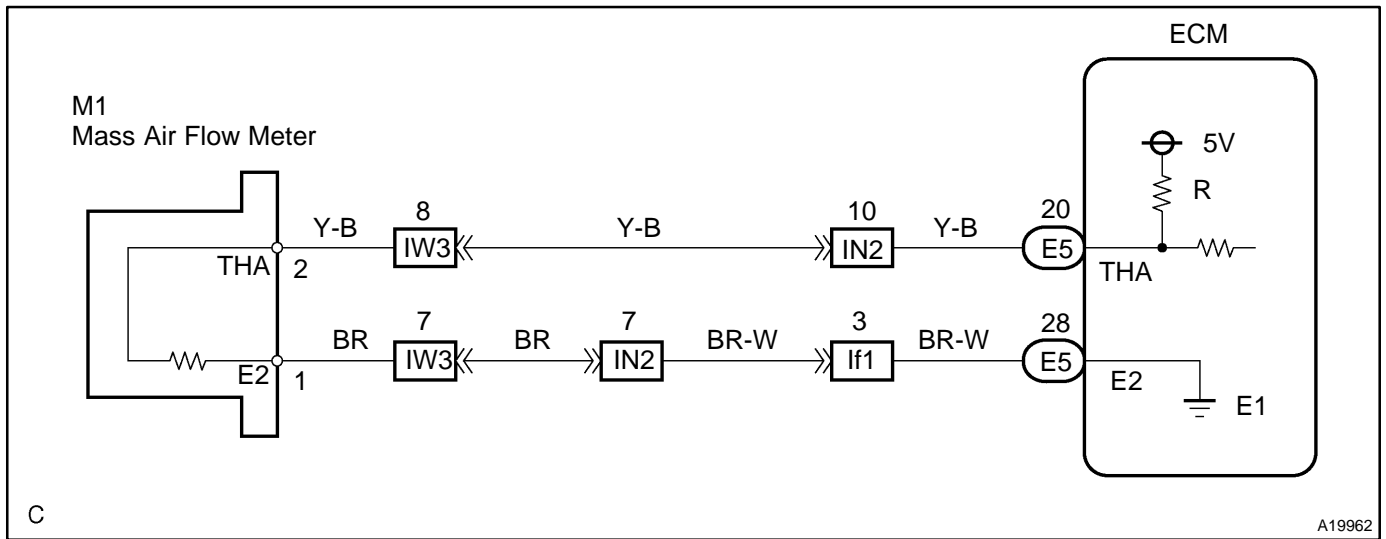 ECM
M1
Mass Air Flow Meter
5V
R
Y-B
8
IW3
Y-B
10
IN2
Y-B
20
E5
THA
THA
2
BR
7
IW3
BR
7
IN2
BR-W
3
If1
BR-W
28
E5
E2
E2
1
E1
C
A19962